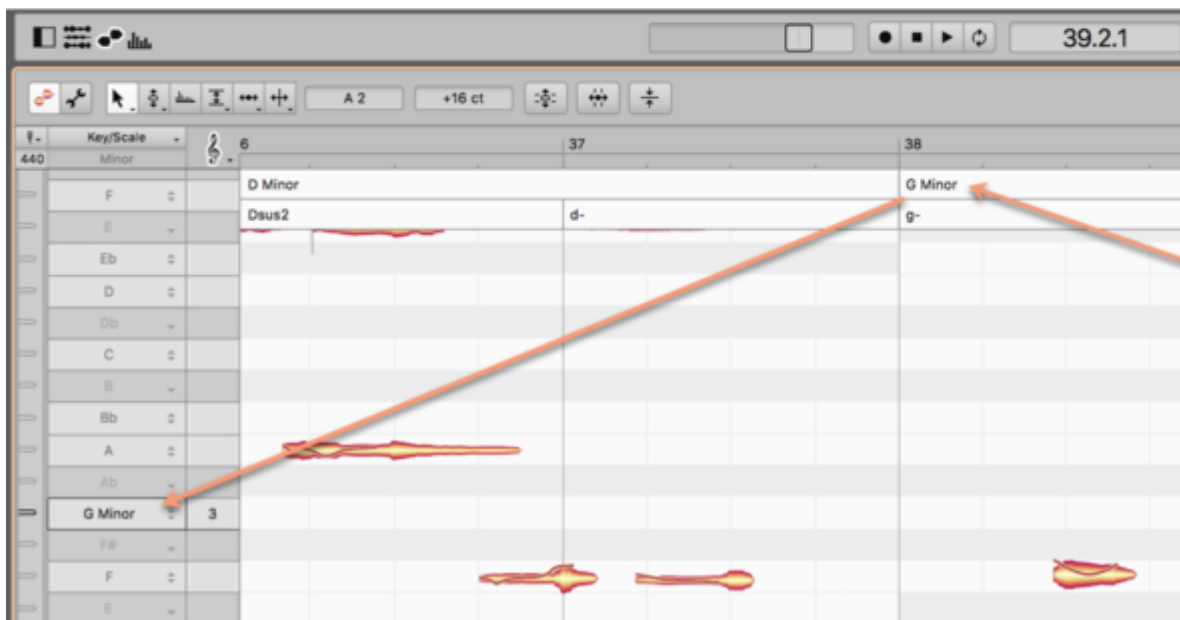 39.2.1
A 2 +16 ct
Key/Scale 6 37 38
440 Minor
D Minor G Minor
F
Dsus2 d- g-
E
Eb
D
Db
C
B
Bb
A
Ab
G Minor 3
F#
F
E